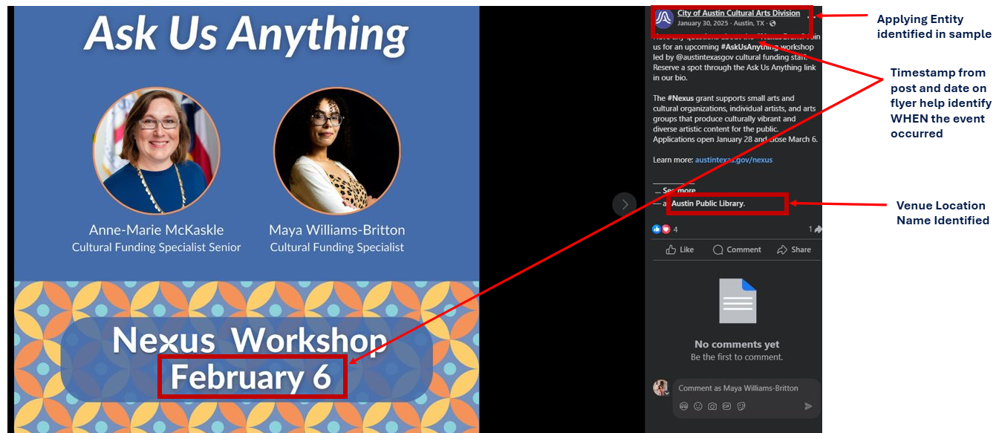 Ask Us Anything
Anne-Marie McKaskle
Cultural Funding Specialist Senior
Maya Williams-Britton
Cultural Funding Specialist
Nexus Workshop
February 6
City of Austin Cultural Arts Division
January 30, 2025 · Austin, TX ·
us for an upcoming #AskUsAnything workshop
led by @austintexasgov cultural funding staff.
Reserve a spot through the Ask Us Anything link
in our bio.
The #Nexus grant supports small arts and
cultural organizations, individual artists, and arts
groups that produce culturally vibrant and
diverse artistic content for the public.
Applications open January 28 and close March 6.
Learn more: austintexas.gov/nexus
... See more
Austin Public Library.
4
1
Like
Comment
Share
No comments yet
Be the first to comment.
Comment as Maya Williams-Britton
GIF
Applying Entity
identified in sample
Timestamp from
post and date on
flyer help identify
WHEN the event
occurred
Venue Location
Name Identified